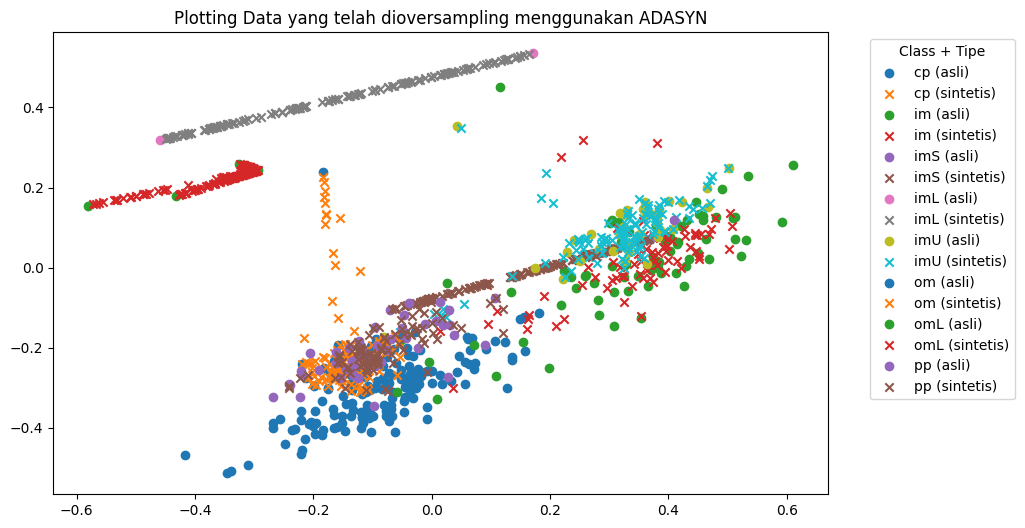 Plotting Data yang telah dioversampling menggunakan ADASYN
Class + Tipe
cp (asli)
cp (sintetis)
im (asli)
im (sintetis)
imS (asli)
imS (sintetis)
imL (asli)
imL (sintetis)
imU (asli)
imU (sintetis)
om (asli)
om (sintetis)
omL (asli)
omL (sintetis)
pp (asli)
pp (sintetis)
0.4
0.2
0.0
−0.2
−0.4
−0.6 −0.4 −0.2 0.0 0.2 0.4 0.6